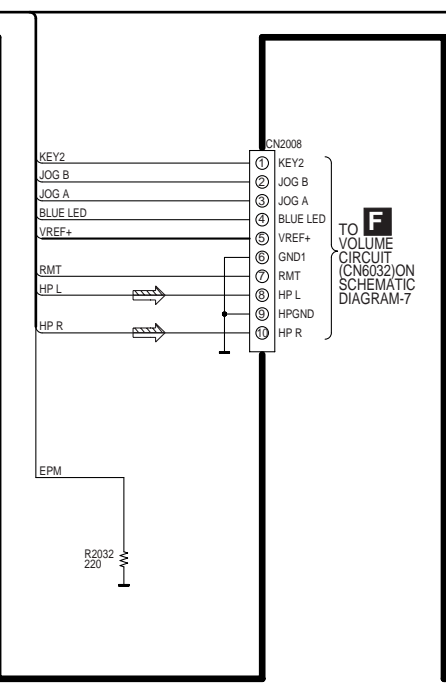 CN2008
KEY2
JOG B
JOG A
BLUE LED
VREF+
RMT
HP L
HP R
1 KEY2
2 JOG B
3 JOG A
4 BLUE LED
5 VREF+
6 GND1
7 RMT
8 HP L
9 HPGND
10 HP R
TO F
VOLUME
CIRCUIT
(CN6032)ON
SCHEMATIC
DIAGRAM-7
EPM
R2032
220